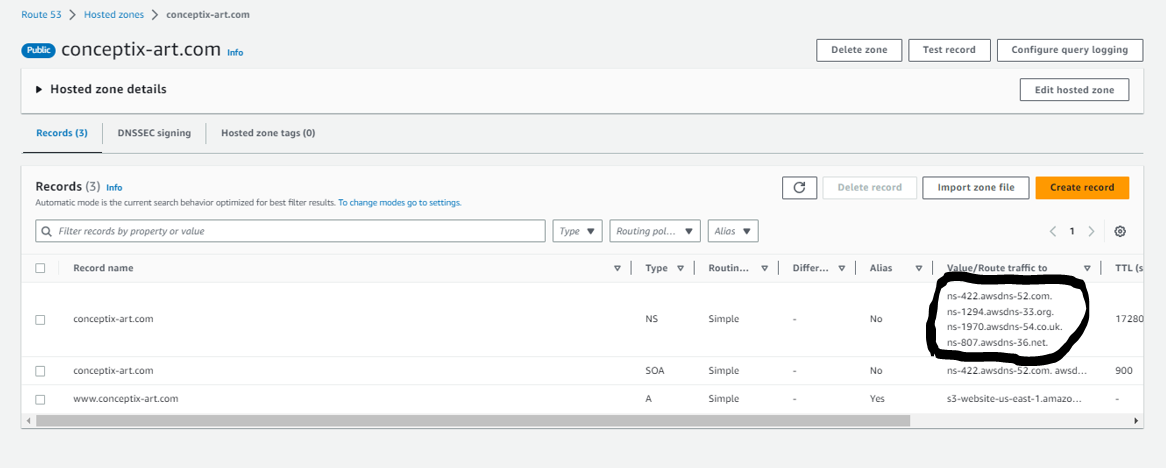 Route 53 > Hosted zones > conceptix-art.com
Public conceptix-art.com Info
Delete zone Test record Configure query logging
Hosted zone details
Edit hosted zone
Records (3) DNSSEC signing Hosted zone tags (0)
Records (3) Info
Delete record Import zone file Create record
Automatic mode is the current search behavior optimized for best filter results. To change modes go to settings.
Filter records by property or value Type Routing pol... Alias 1
Record name Type Routin... Differ... Alias Value/Route traffic to TTL (s
conceptix-art.com NS Simple - No
ns-422.awsdns-52.com.
ns-1294.awsdns-33.org.
ns-1970.awsdns-54.co.uk.
ns-807.awsdns-36.net.
17280
conceptix-art.com SOA Simple - No ns-422.awsdns-52.com. awsd... 900
www.conceptix-art.com A Simple - Yes s3-website-us-east-1.amazo... -